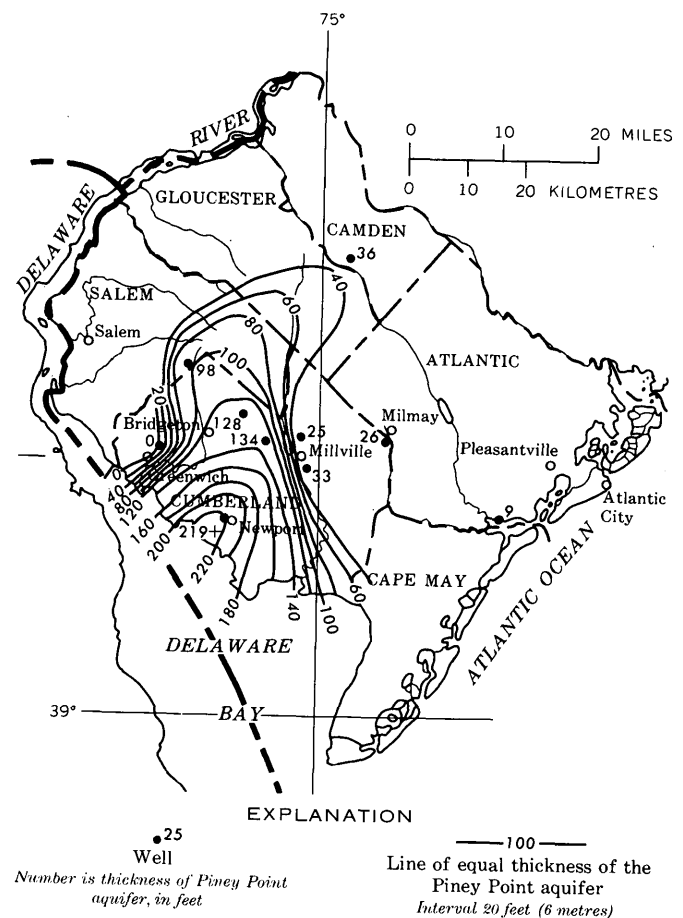 75°
RIVER
0 10 20 MILES
0 10 20 KILOMETRES
DELAWARE
GLOUCESTER
CAMDEN
36
40
SALEM
60
Salem
80
ATLANTIC
100
98
20
Bridgeton
128
Milmay
0
134
25
26
Millville
Pleasantville
33
0
Greenwich
40
80
CUMBERLAND
Atlantic
City
120
9
160
219+
Newport
200
220
CAPE MAY
60
180
140
100
ATLANTIC OCEAN
DELAWARE
39°
BAY
EXPLANATION
25
Well
Number is thickness of Piney Point
aquifer, in feet
100
Line of equal thickness of the
Piney Point aquifer
Interval 20 feet (6 metres)